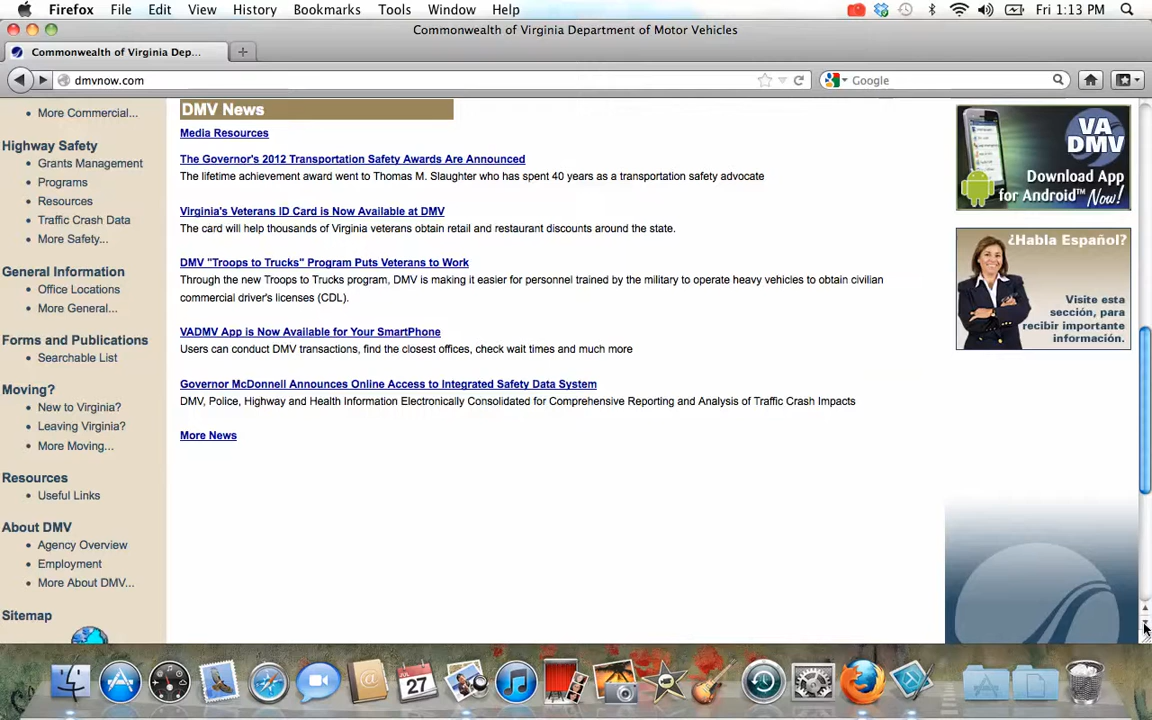 Firefox File Edit View History Bookmarks Tools Window Help Fri 1:13 PM
Commonwealth of Virginia Department of Motor Vehicles
Commonwealth of Virginia Dep...
dmvnow.com
Google
More Commercial...
Highway Safety
Grants Management
Programs
Resources
Traffic Crash Data
More Safety...
General Information
Office Locations
More General...
Forms and Publications
Searchable List
Moving?
New to Virginia?
Leaving Virginia?
More Moving...
Resources
Useful Links
About DMV
Agency Overview
Employment
More About DMV...
Sitemap
DMV News
Media Resources
The Governor's 2012 Transportation Safety Awards Are Announced
The lifetime achievement award went to Thomas M. Slaughter who has spent 40 years as a transportation safety advocate
Virginia's Veterans ID Card is Now Available at DMV
The card will help thousands of Virginia veterans obtain retail and restaurant discounts around the state.
DMV "Troops to Trucks" Program Puts Veterans to Work
Through the new Troops to Trucks program, DMV is making it easier for personnel trained by the military to operate heavy vehicles to obtain civilian
commercial driver's licenses (CDL).
VADMV App is Now Available for Your SmartPhone
Users can conduct DMV transactions, find the closest offices, check wait times and much more
Governor McDonnell Announces Online Access to Integrated Safety Data System
DMV, Police, Highway and Health Information Electronically Consolidated for Comprehensive Reporting and Analysis of Traffic Crash Impacts
More News
VA
DMV
Download App
for Android™ Now!
¿Habla Español?
Visite esta
sección, para
recibir importante
información.
27